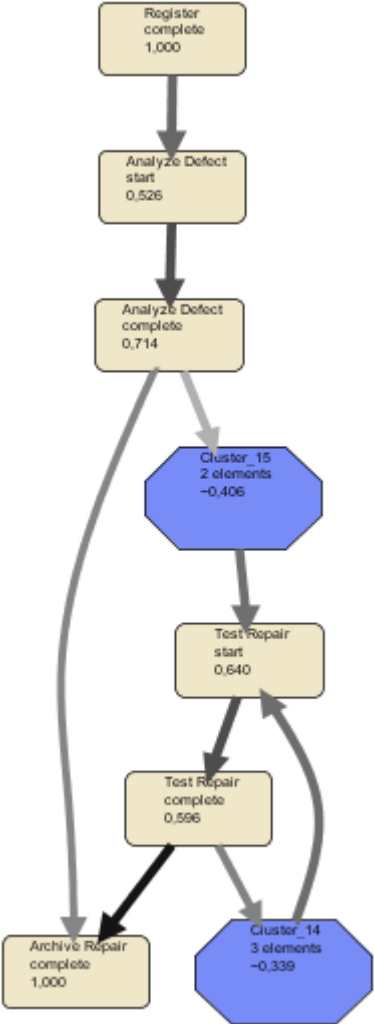 Register
complete
1,000
Analyze Defect
start
0,526
Analyze Defect
complete
0,714
Cluster_15
2 elements
−0,406
Test Repair
start
0,640
Test Repair
complete
0,596
Archive Repair
complete
1,000
Cluster_14
3 elements
−0,339